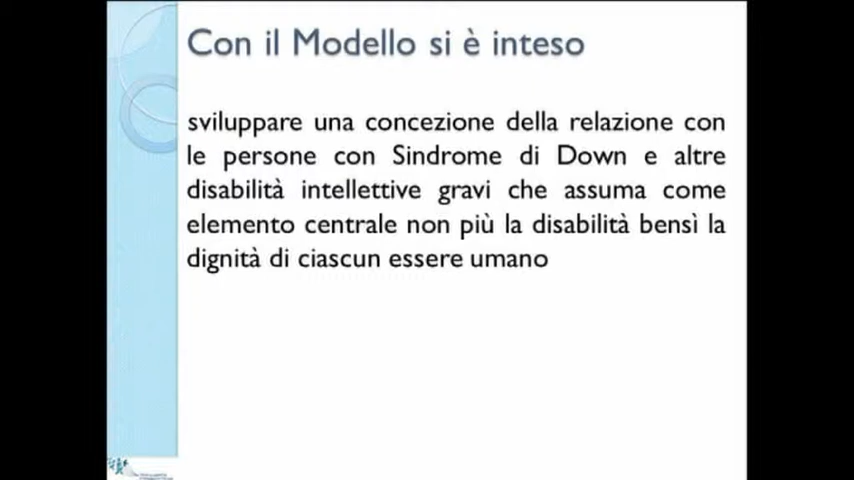 Con il Modello si è inteso
sviluppare una concezione della relazione con
le persone con Sindrome di Down e altre
disabilità intellettive gravi che assuma come
elemento centrale non più la disabilità bensì la
dignità di ciascun essere umano